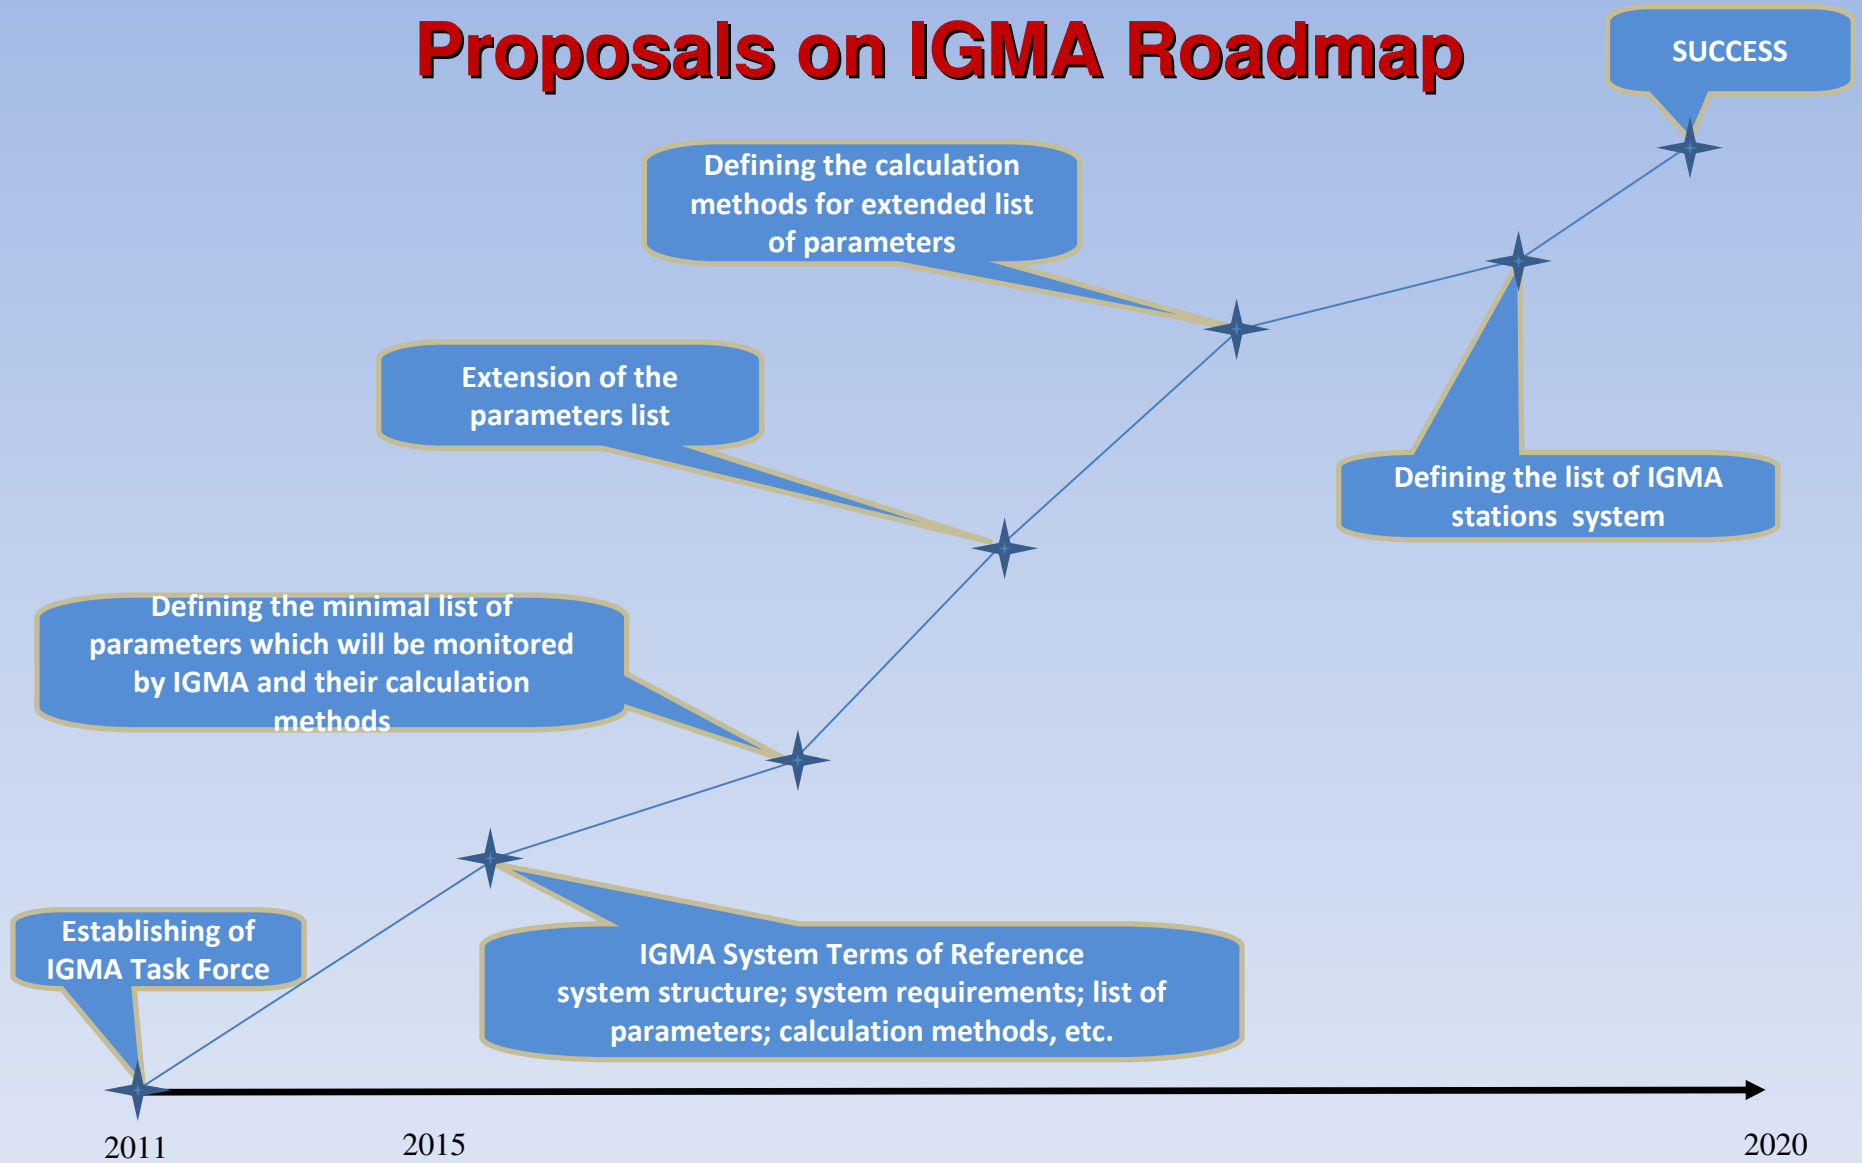 Proposals on IGMA Roadmap
SUCCESS
Defining the calculation
methods for extended list
of parameters
Extension of the
parameters list
Defining the list of IGMA
stations  system
Defining the minimal list of
parameters which will be monitored
by IGMA and their calculation
methods
Establishing of
IGMA Task Force
IGMA System Terms of Reference
system structure; system requirements; list of
parameters; calculation methods, etc.
2011
2015
2020